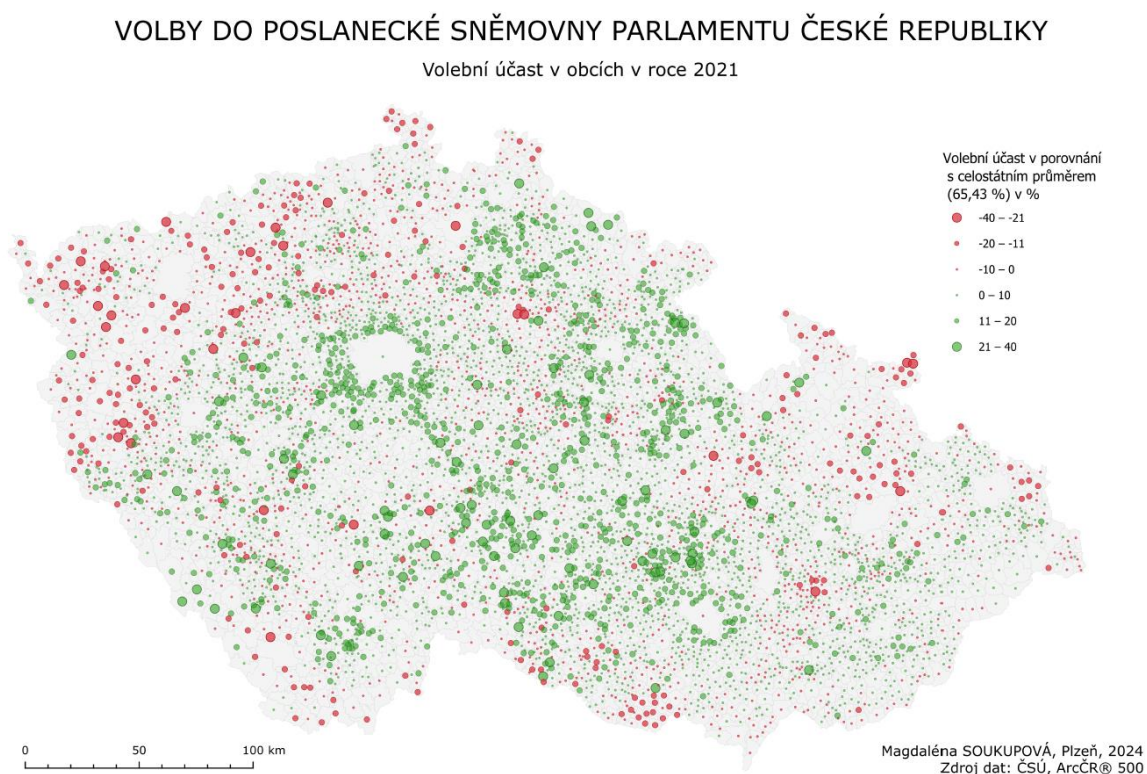 VOLBY DO POSLANECKÉ SNĚMOVNY PARLAMENTU ČESKÉ REPUBLIKY
Volební účast v obcích v roce 2021
Volební účast v porovnání
s celostátním průměrem
(65,43 %) v %
-40 – -21
-20 – -11
-10 – 0
0 – 10
11 – 20
21 – 40
0 50 100 km
Magdaléna SOUKUPOVÁ, Plzeň, 2024
Zdroj dat: ČSÚ, ArcČR® 500